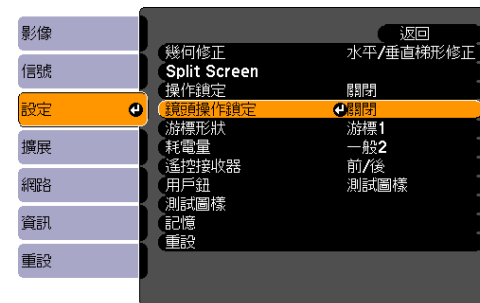 影像
信號
設定
擴展
網路
資訊
重設
返回
幾何修正 水平/垂直梯形修正
Split Screen
操作鎖定 關閉
鏡頭操作鎖定 關閉
游標形狀 游標1
耗電量 一般2
遙控接收器 前/後
用戶鈕 測試圖樣
測試圖樣
記憶
重設